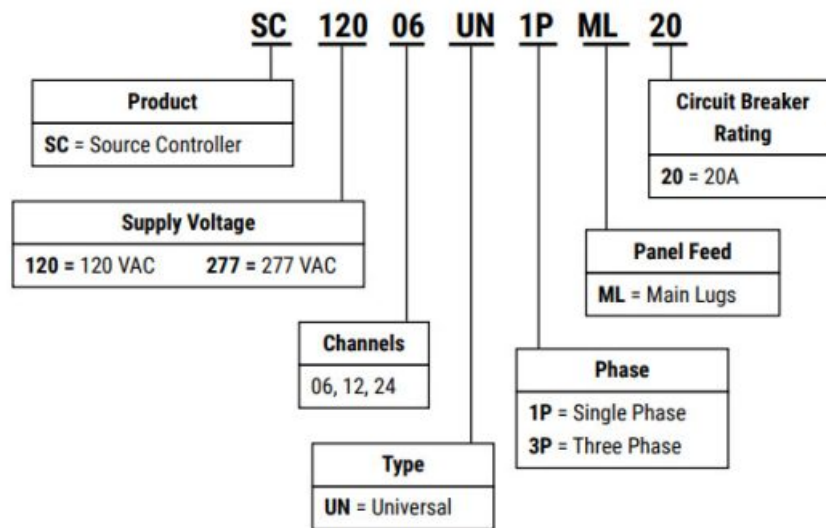 SC 120 06 UN 1P ML 20
Product
SC = Source Controller
Circuit Breaker
Rating
20 = 20A
Supply Voltage
120 = 120 VAC 277 = 277 VAC
Panel Feed
ML = Main Lugs
Channels
06, 12, 24
Phase
1P = Single Phase
3P = Three Phase
Type
UN = Universal